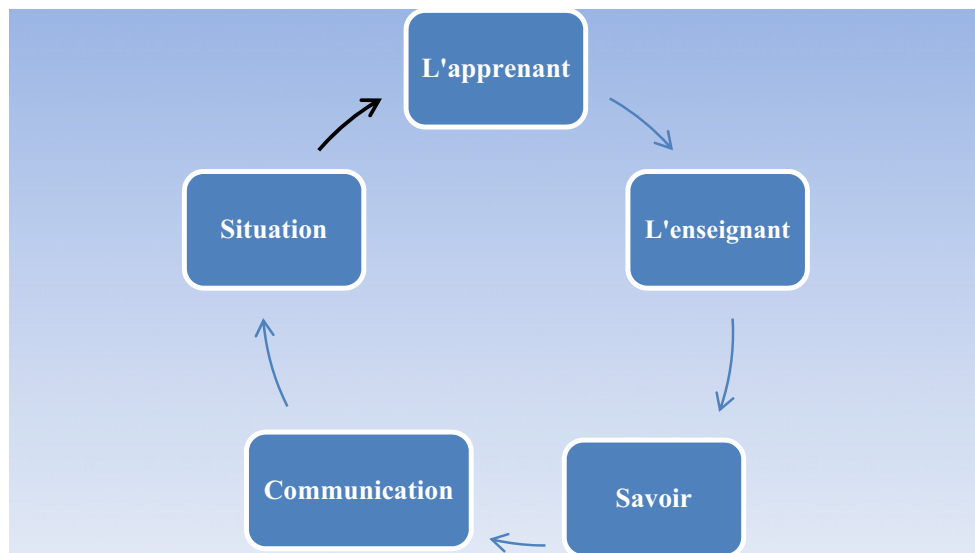 L'apprenant
L'enseignant
Savoir
Communication
Situation